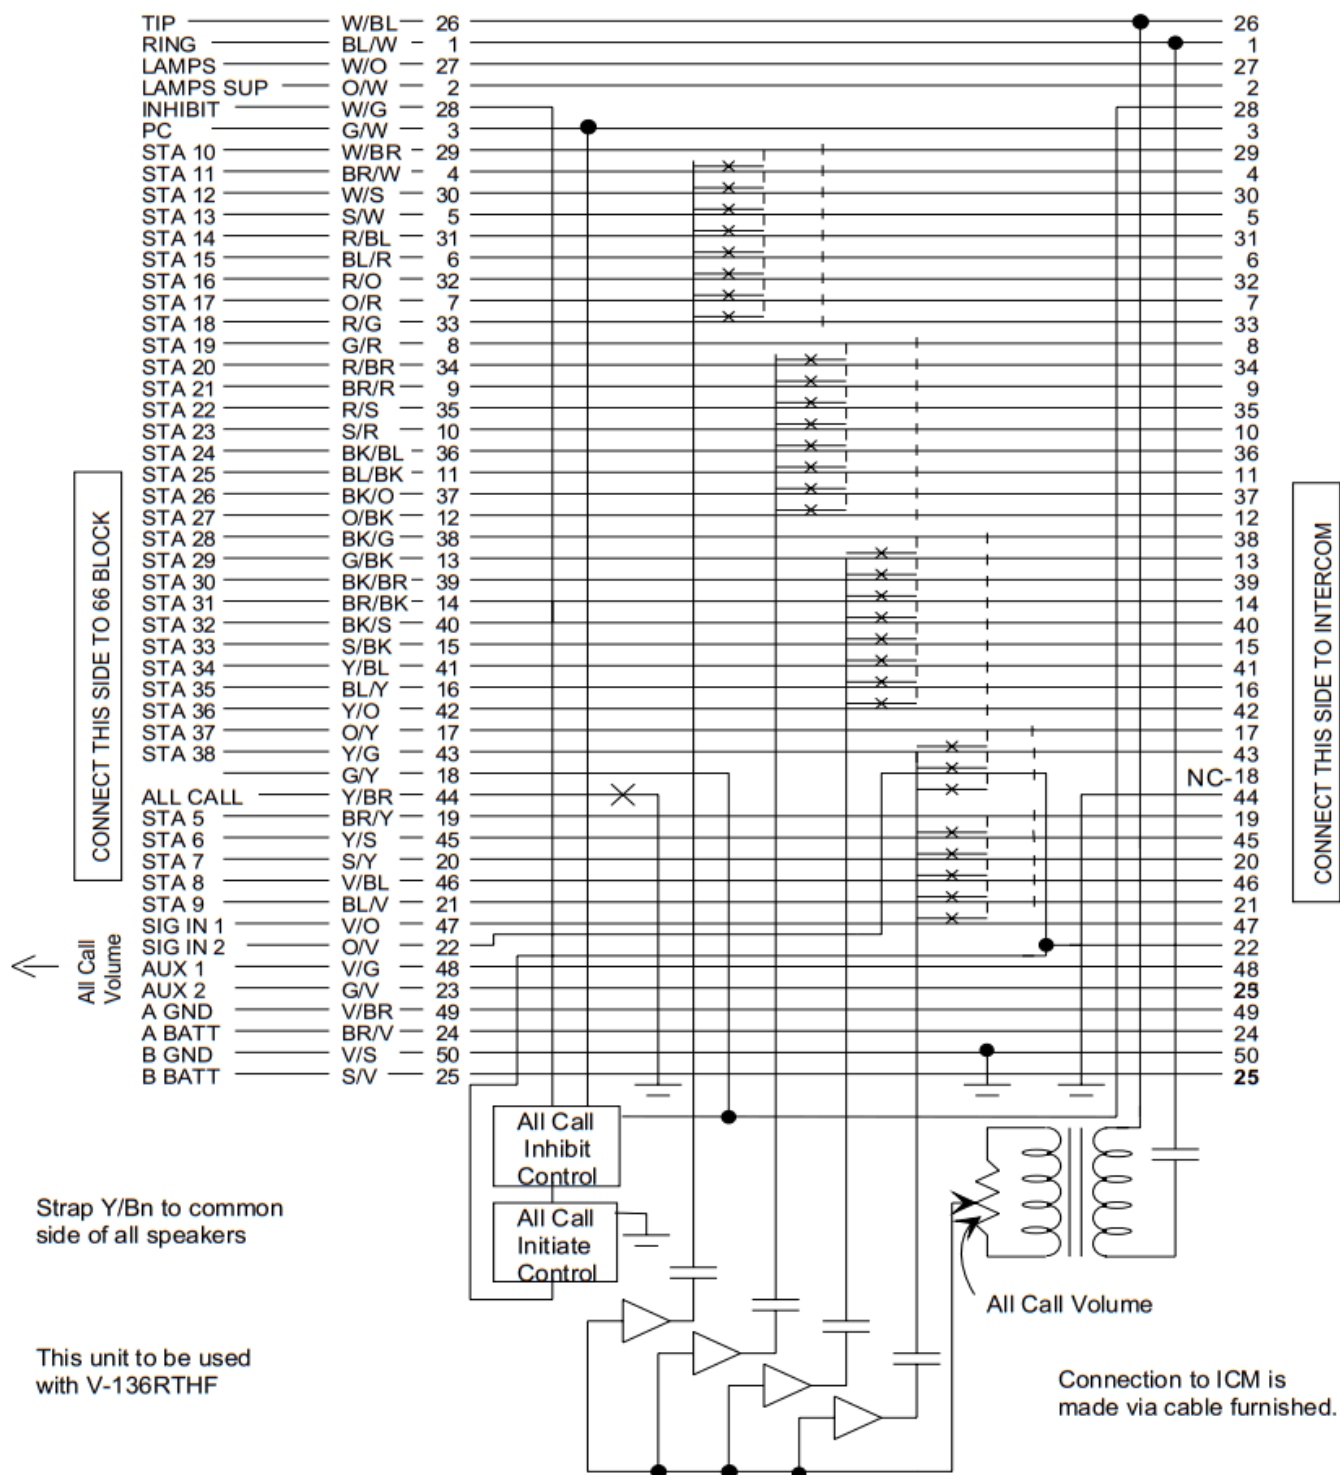 TIP W/BL 26 26
RING BL/W 1 1
LAMPS W/O 27 27
LAMPS SUP O/W 2 2
INHIBIT W/G 28 28
PC G/W 3 3
STA 10 W/BR 29 29
STA 11 BR/W 4 4
STA 12 W/S 30 30
STA 13 S/W 5 5
STA 14 R/BL 31 31
STA 15 BL/R 6 6
STA 16 R/O 32 32
STA 17 O/R 7 7
STA 18 R/G 33 33
STA 19 G/R 8 8
STA 20 R/BR 34 34
STA 21 BR/R 9 9
STA 22 R/S 35 35
STA 23 S/R 10 10
STA 24 BK/BL 36 36
STA 25 BL/BK 11 11
STA 26 BK/O 37 37
STA 27 O/BK 12 12
STA 28 BK/G 38 38
STA 29 G/BK 13 13
STA 30 BK/BR 39 39
STA 31 BR/BK 14 14
STA 32 BK/S 40 40
STA 33 S/BK 15 15
STA 34 Y/BL 41 41
STA 35 BL/Y 16 16
STA 36 Y/O 42 42
STA 37 O/Y 17 17
STA 38 Y/G 43 43
G/Y 18 NC-18
ALL CALL Y/BR 44 44
STA 5 BR/Y 19 19
STA 6 Y/S 45 45
STA 7 S/Y 20 20
STA 8 V/BL 46 46
STA 9 BL/V 21 21
SIG IN 1 V/O 47 47
SIG IN 2 O/V 22 22
AUX 1 V/G 48 48
AUX 2 G/V 23 25
A GND V/BR 49 49
A BATT BR/V 24 24
B GND V/S 50 50
B BATT S/V 25 25
CONNECT THIS SIDE TO 66 BLOCK
CONNECT THIS SIDE TO INTERCOM
All Call
Volume
All Call
Inhibit
Control
All Call
Initiate
Control
Strap Y/Bn to common
side of all speakers
All Call Volume
This unit to be used
with V-136RTHF
Connection to ICM is
made via cable furnished.